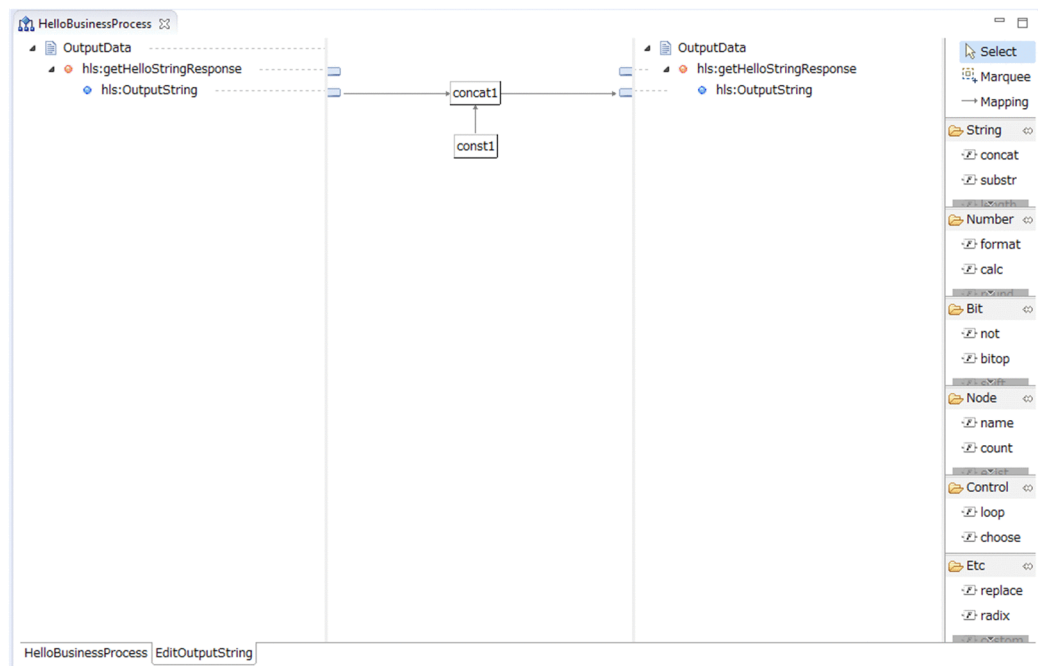 HelloBusinessProcess
OutputData
hls:getHelloStringResponse
hls:OutputString
concat1
const1
OutputData
hls:getHelloStringResponse
hls:OutputString
Select
Marquee
Mapping
String
concat
substr
Number
format
calc
Bit
not
bitop
Node
name
count
Control
loop
choose
Etc
replace
radix
HelloBusinessProcess
EditOutputString